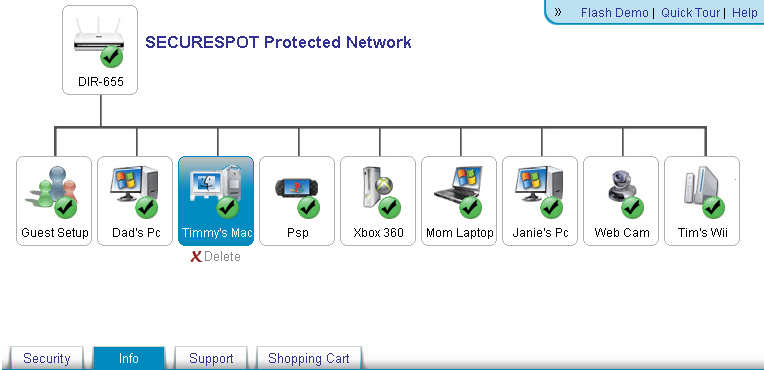 » Flash Demo | Quick Tour | Help
SECURESPOT Protected Network
DIR-655
Guest Setup
Dad's Pc
Timmy's Mac
Psp
Xbox 360
Mom Laptop
Janie's Pc
Web Cam
Tim's Wii
X Delete
Security
Info
Support
Shopping Cart